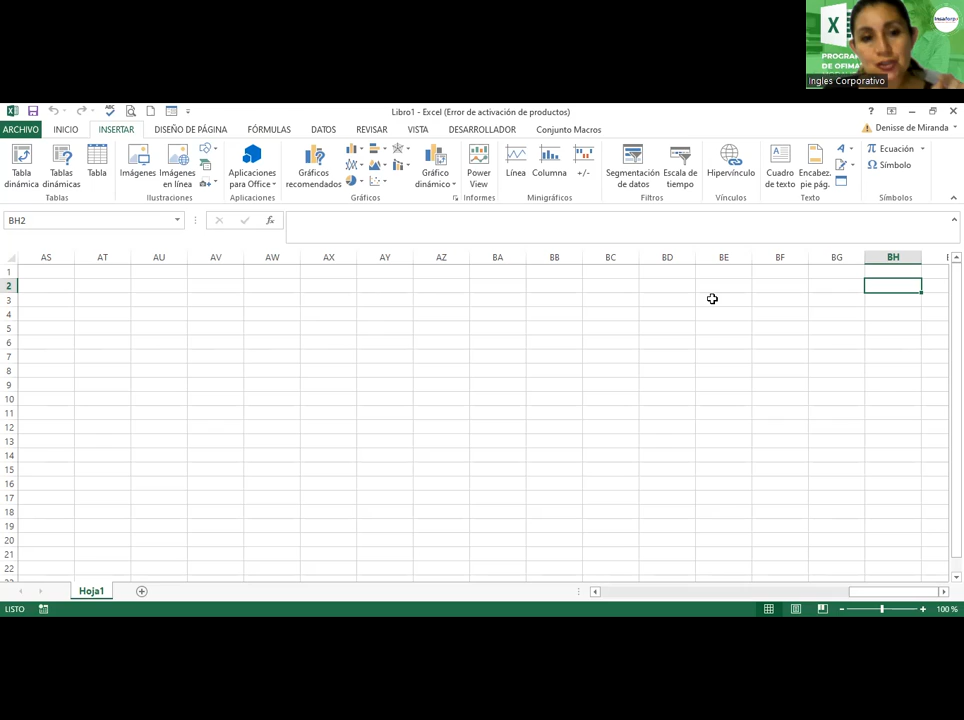 X
Insaforp
PROGRA
DE OFIMA
Ingles Corporativo
Libro1 - Excel (Error de activación de productos)
ARCHIVO INICIO INSERTAR DISEÑO DE PÁGINA FÓRMULAS DATOS REVISAR VISTA DESARROLLADOR Conjunto Macros Denisse de Miranda
Tabla dinámica Tablas dinámicas Tabla Imágenes Imágenes en línea Aplicaciones para Office Gráficos recomendados Gráfico dinámico Power View Línea Columna +/- Segmentación de datos Escala de tiempo Hipervínculo Cuadro de texto Encabez. pie pág. π Ecuación Ω Símbolo
Tablas Ilustraciones Aplicaciones Gráficos Informes Minigráficos Filtros Vínculos Texto Símbolos
BH2 fx
AS AT AU AV AW AX AY AZ BA BB BC BD BE BF BG BH
1
2
3
4
5
6
7
8
9
10
11
12
13
14
15
16
17
18
19
20
21
22
Hoja1
LISTO 100 %